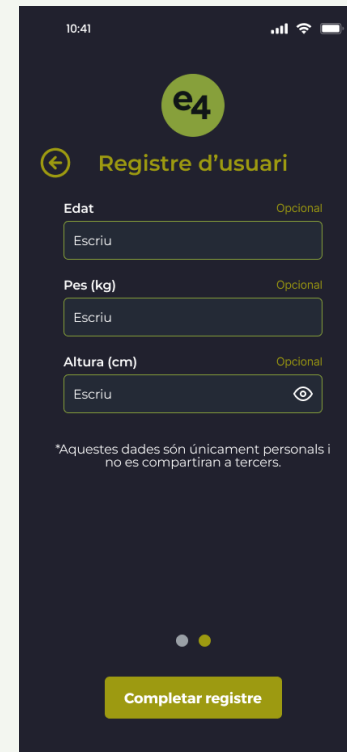 10:41
e4
Registre d’usuari
Edat Opcional
Escriu
Pes (kg) Opcional
Escriu
Altura (cm) Opcional
Escriu
*Aquestes dades són únicament personals i
no es compartiran a tercers.
Completar registre